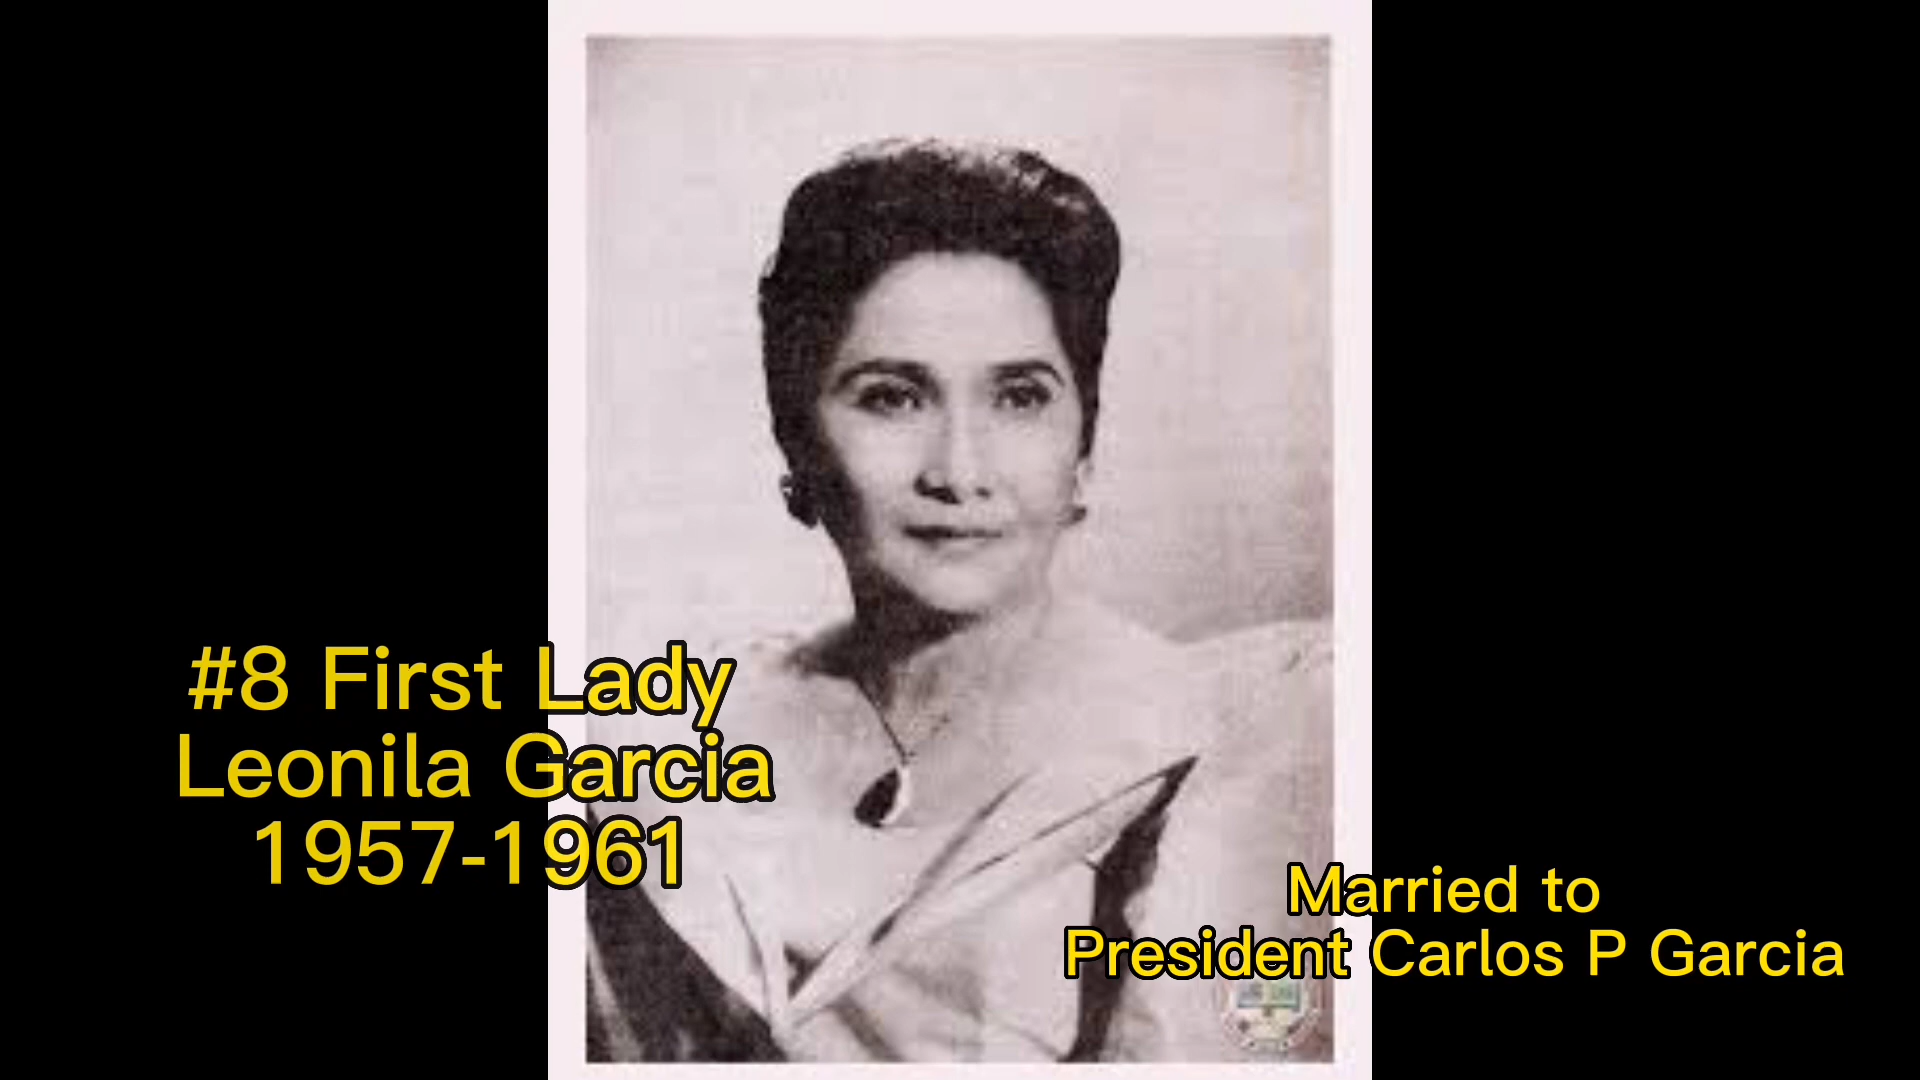 #8 First Lady
Leonila Garcia
1957-1961
Married to
President Carlos P Garcia